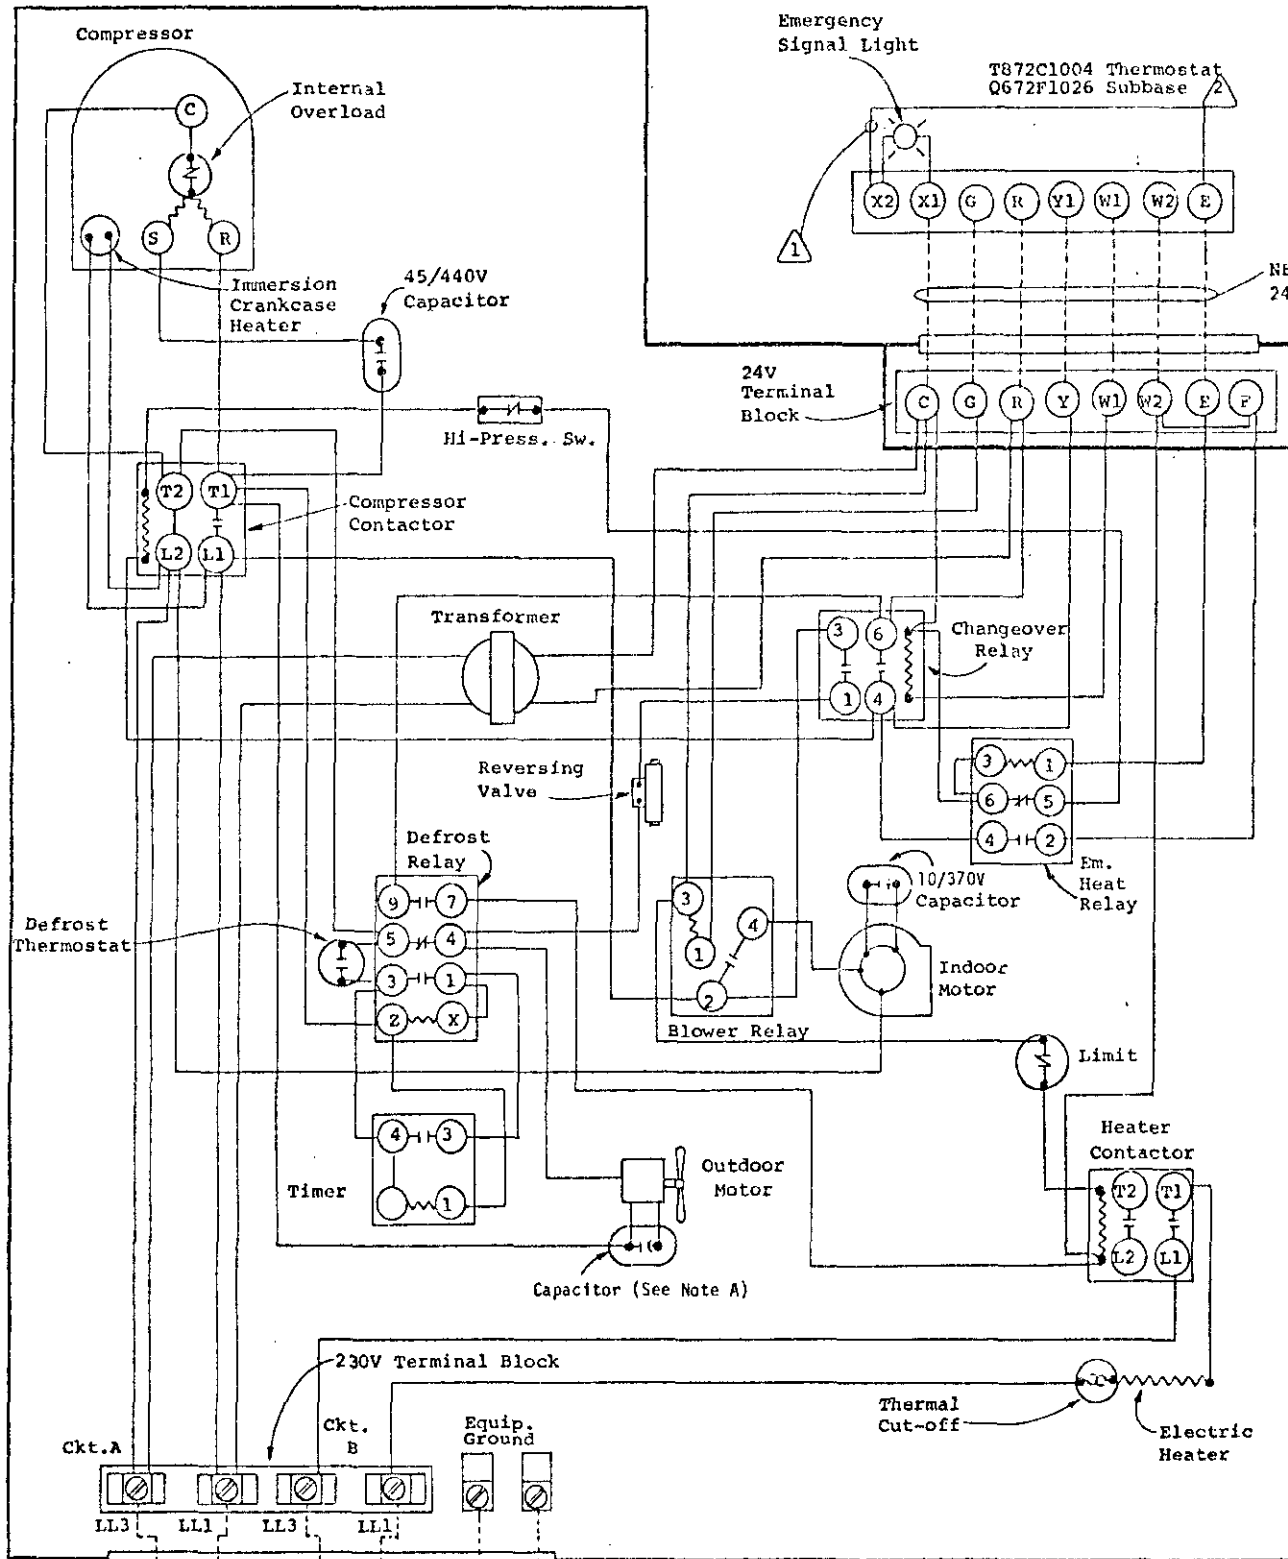 Compressor
Internal
Overload
C
S
R
Immersion
Crankcase
Heater
45/440V
Capacitor
Emergency
Signal Light
T872C1004 Thermostat
Q672F1026 Subbase
2
1
X2 X1 G R Y1 W1 W2 E
NE
24
24V
Terminal
Block
C G R Y W1 W2 E F
Hi-Press. Sw.
T2 T1
L2 L1
Compressor
Contactor
Transformer
3 6
1 4
Changeover
Relay
Reversing
Valve
3 1
6 5
4 2
Em.
Heat
Relay
Defrost
Relay
9 7
5 4
3 1
Z X
Defrost
Thermostat
3
4
1
2
Blower Relay
10/370V
Capacitor
Indoor
Motor
Limit
4 3
1
Timer
Outdoor
Motor
Capacitor (See Note A)
Heater
Contactor
T2 T1
L2 L1
230V Terminal Block
Thermal
Cut-off
Electric
Heater
Ckt.A
Ckt.
B
Equip.
Ground
LL3 LL1 LL3 LL1